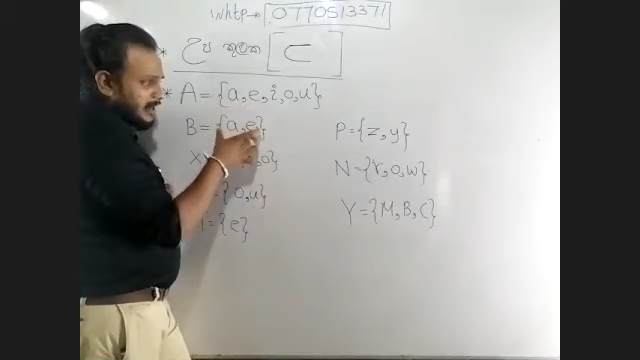 Whtp→ 0770513371
* උප කුලක [⊂]
* A = {a, e, i, o, u}
B = {a, e}
, o}
{o, u}
= {e}
P = {z, y}
N = {r, o, w}
Y = {M, B, C}